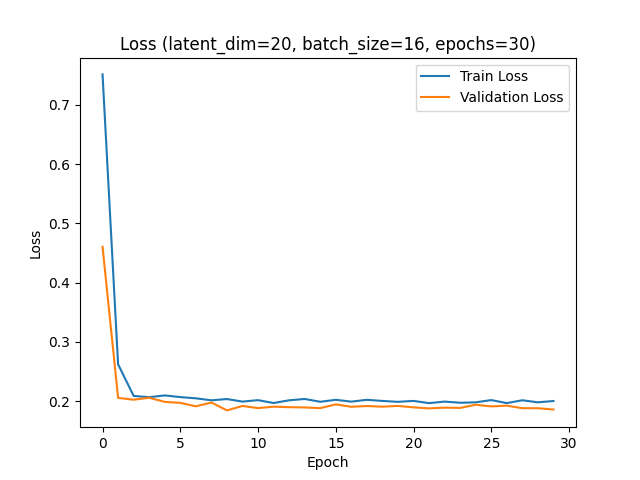 Loss (latent_dim=20, batch_size=16, epochs=30)
Train Loss
Validation Loss
0.7
0.6
0.5
0.4
0.3
0.2
Loss
0
5
10
15
20
25
30
Epoch